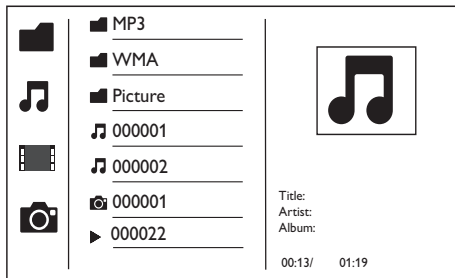 MP3
WMA
Picture
000001
000002
000001
000022
Title:
Artist:
Album:
00:13/ 01:19